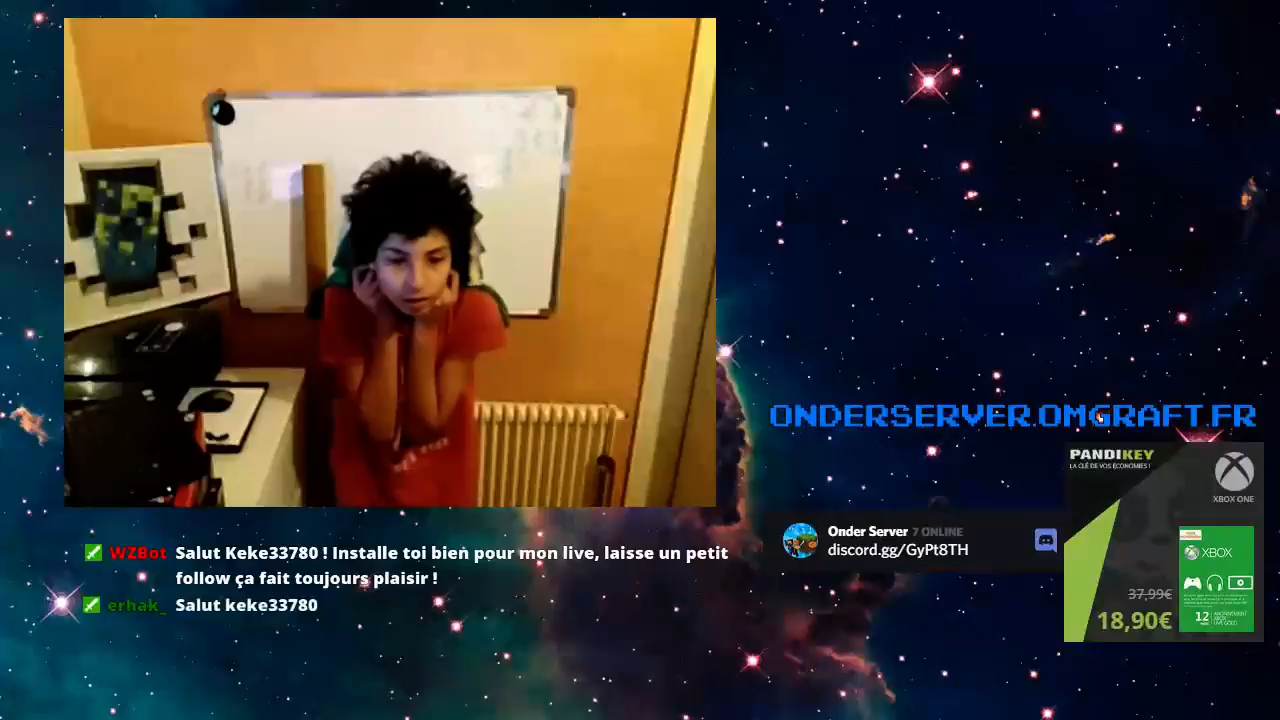 ONDERSERVER.OMGRAFT.FR
PANDIKEY
LA CLÉ DE VOS ÉCONOMIES !
XBOX ONE
Onder Server 7 ONLINE
discord.gg/GyPt8TH
XBOX
37,99€
18,90€
12
WZBot Salut Keke33780 ! Installe toi bien pour mon live, laisse un petit
follow ça fait toujours plaisir !
erhak_ Salut keke33780